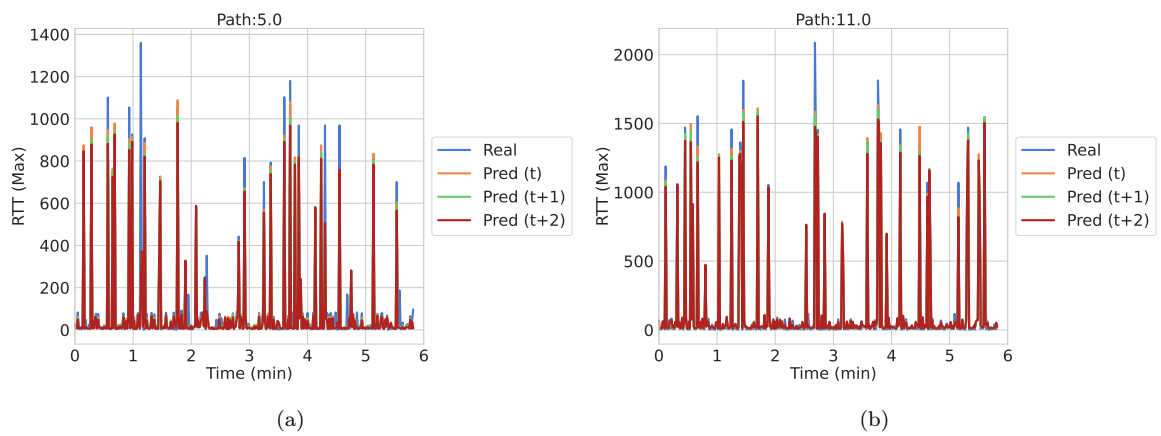 Path:5.0
RTT (Max)
1400
1200
1000
800
600
400
200
0
0 1 2 3 4 5 6
Time (min)
Real
Pred (t)
Pred (t+1)
Pred (t+2)
(a)
Path:11.0
RTT (Max)
2000
1500
1000
500
0
0 1 2 3 4 5 6
Time (min)
Real
Pred (t)
Pred (t+1)
Pred (t+2)
(b)